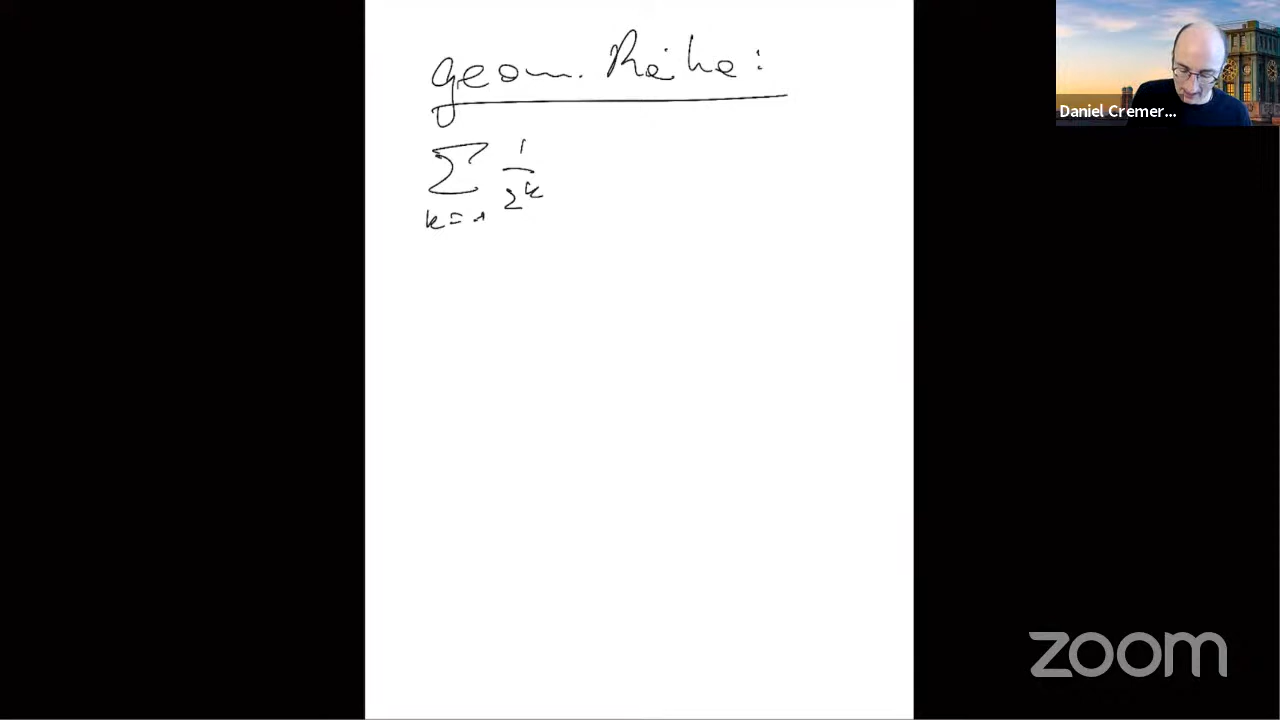 geom. Reihe:
∑ 1/2^k
k=1
Daniel Cremer...
zoom